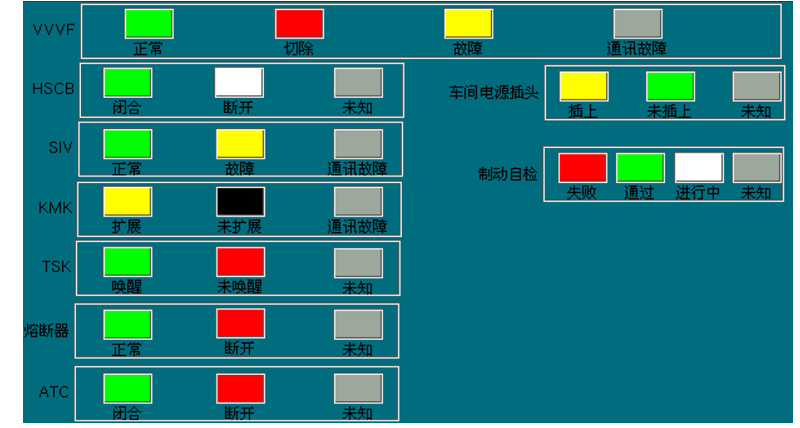 VVVF
正常 切除 故障 通讯故障
HSCB
闭合 断开 未知
车间电源插头
插上 未插上 未知
SIV
正常 故障 通讯故障
制动自检
失败 通过 进行中 未知
KMK
扩展 未扩展 通讯故障
TSK
唤醒 未唤醒 未知
熔断器
正常 断开 未知
ATC
闭合 断开 未知